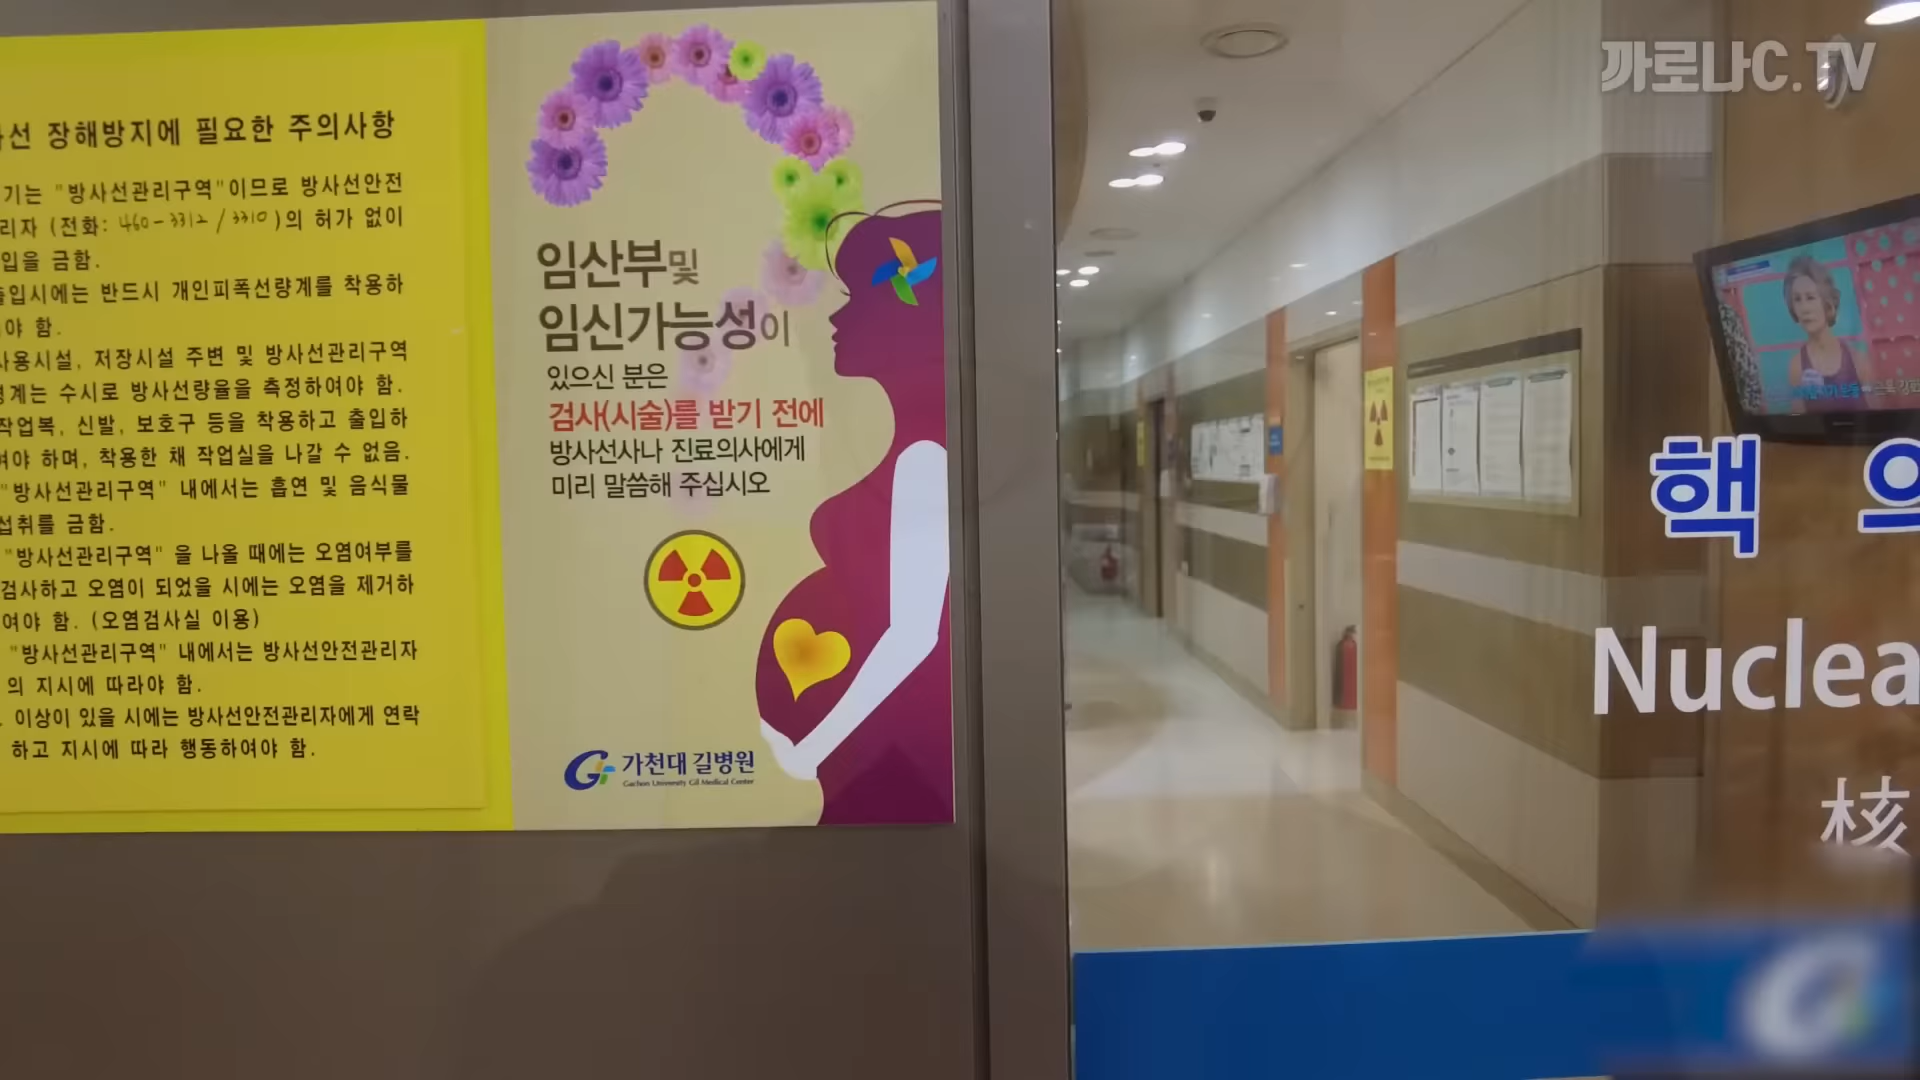 까로나C.TV
선 장해방지에 필요한 주의사항
기는 "방사선관리구역"이므로 방사선안전
리자 (전화: 460-3312 / 3310)의 허가 없이
입을 금함.
출입시에는 반드시 개인피폭선량계를 착용하
여야 함.
사용시설, 저장시설 주변 및 방사선관리구역
경계는 수시로 방사선량율을 측정하여야 함.
작업복, 신발, 보호구 등을 착용하고 출입하
여야 하며, 착용한 채 작업실을 나갈 수 없음.
"방사선관리구역" 내에서는 흡연 및 음식물
섭취를 금함.
"방사선관리구역" 을 나올 때에는 오염여부를
검사하고 오염이 되었을 시에는 오염을 제거하
여야 함. (오염검사실 이용)
"방사선관리구역" 내에서는 방사선안전관리자
의 지시에 따라야 함.
. 이상이 있을 시에는 방사선안전관리자에게 연락
하고 지시에 따라 행동하여야 함.
임산부및
임신가능성이
있으신 분은
검사(시술)를 받기 전에
방사선사나 진료의사에게
미리 말씀해 주십시오
가천대 길병원
Gachon University Gil Medical Center
핵 의
Nuclea
核